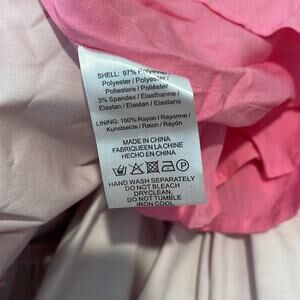 SHELL: 97% Polyester /
Polyester / Polyester /
Poliestere / Poliéster
3% Spandex / Elasthanne /
Elastan / Elastan / Elastano
LINING: 100% Rayon / Rayonne /
Kunstseide / Raion / Rayón
MADE IN CHINA
FABRIQUEEN LA CHINE
HECHO EN CHINA
HAND WASH SEPARATELY
DO NOT BLEACH
DRYCLEAN,
DO NOT TUMBLE
IRON COOL